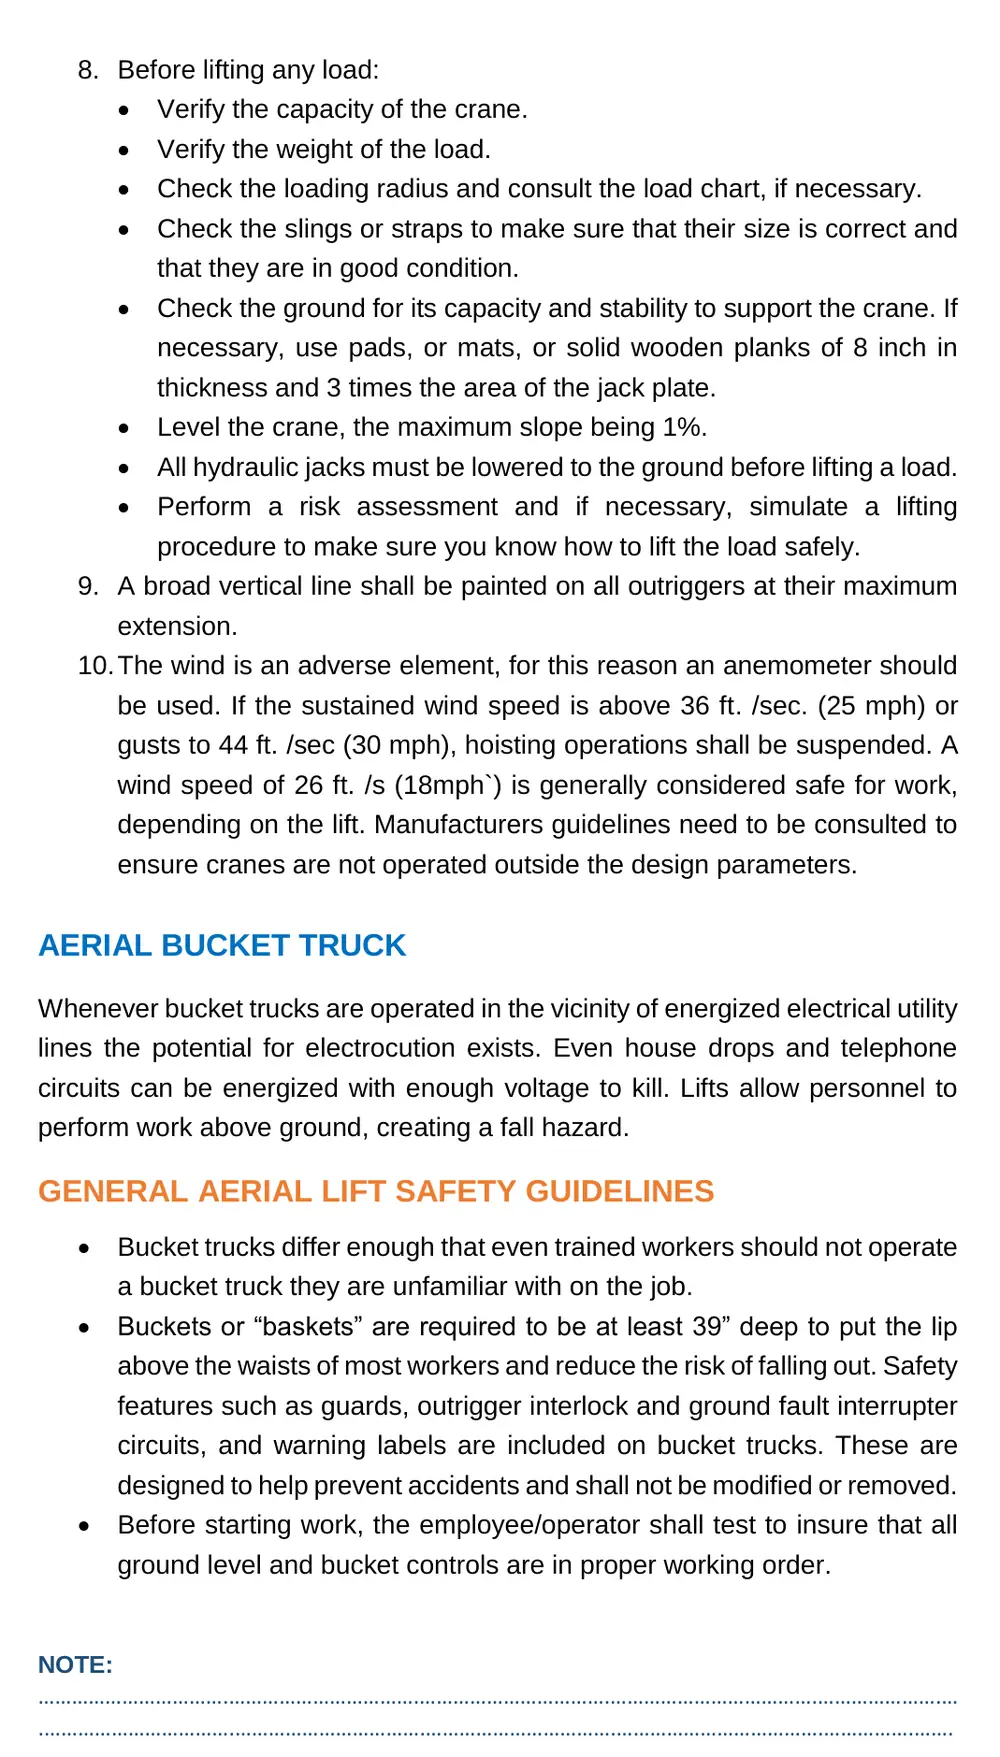 8. Before lifting any load:
• Verify the capacity of the crane.
• Verify the weight of the load.
• Check the loading radius and consult the load chart, if necessary.
• Check the slings or straps to make sure that their size is correct and
that they are in good condition.
• Check the ground for its capacity and stability to support the crane. If
necessary, use pads, or mats, or solid wooden planks of 8 inch in
thickness and 3 times the area of the jack plate.
• Level the crane, the maximum slope being 1%.
• All hydraulic jacks must be lowered to the ground before lifting a load.
• Perform a risk assessment and if necessary, simulate a lifting
procedure to make sure you know how to lift the load safely.
9. A broad vertical line shall be painted on all outriggers at their maximum
extension.
10. The wind is an adverse element, for this reason an anemometer should
be used. If the sustained wind speed is above 36 ft. /sec. (25 mph) or
gusts to 44 ft. /sec (30 mph), hoisting operations shall be suspended. A
wind speed of 26 ft. /s (18mph`) is generally considered safe for work,
depending on the lift. Manufacturers guidelines need to be consulted to
ensure cranes are not operated outside the design parameters.
AERIAL BUCKET TRUCK
Whenever bucket trucks are operated in the vicinity of energized electrical utility
lines the potential for electrocution exists. Even house drops and telephone
circuits can be energized with enough voltage to kill. Lifts allow personnel to
perform work above ground, creating a fall hazard.
GENERAL AERIAL LIFT SAFETY GUIDELINES
• Bucket trucks differ enough that even trained workers should not operate
a bucket truck they are unfamiliar with on the job.
• Buckets or “baskets” are required to be at least 39” deep to put the lip
above the waists of most workers and reduce the risk of falling out. Safety
features such as guards, outrigger interlock and ground fault interrupter
circuits, and warning labels are included on bucket trucks. These are
designed to help prevent accidents and shall not be modified or removed.
• Before starting work, the employee/operator shall test to insure that all
ground level and bucket controls are in proper working order.
NOTE: